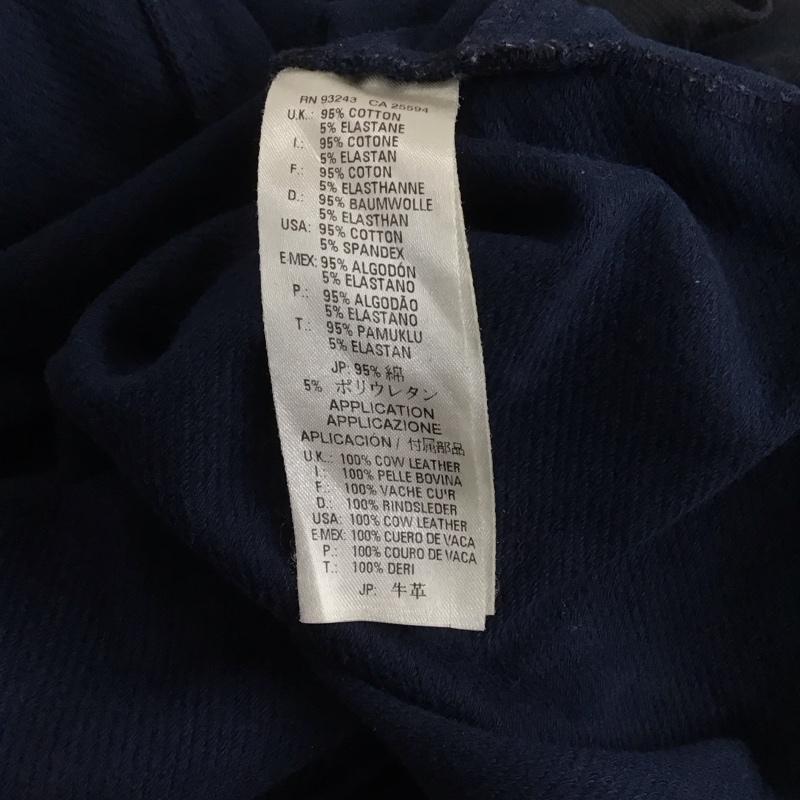 RN 93243 CA 25594
U.K.: 95% COTTON
5% ELASTANE
I.: 95% COTONE
5% ELASTAN
F.: 95% COTON
5% ELASTHANNE
D.: 95% BAUMWOLLE
5% ELASTHAN
USA: 95% COTTON
5% SPANDEX
E-MEX: 95% ALGODÓN
5% ELASTANO
P.: 95% ALGODÃO
5% ELASTANO
T.: 95% PAMUKLU
5% ELASTAN
JP: 95% 綿
5% ポリウレタン
APPLICATION
APPLICAZIONE
APLICACIÓN / 付属部品
U.K.: 100% COW LEATHER
I.: 100% PELLE BOVINA
F.: 100% VACHE CU'R
D.: 100% RINDSLEDER
USA: 100% COW LEATHER
E-MEX: 100% CUERO DE VACA
P.: 100% COURO DE VACA
T.: 100% DERI
JP: 牛革